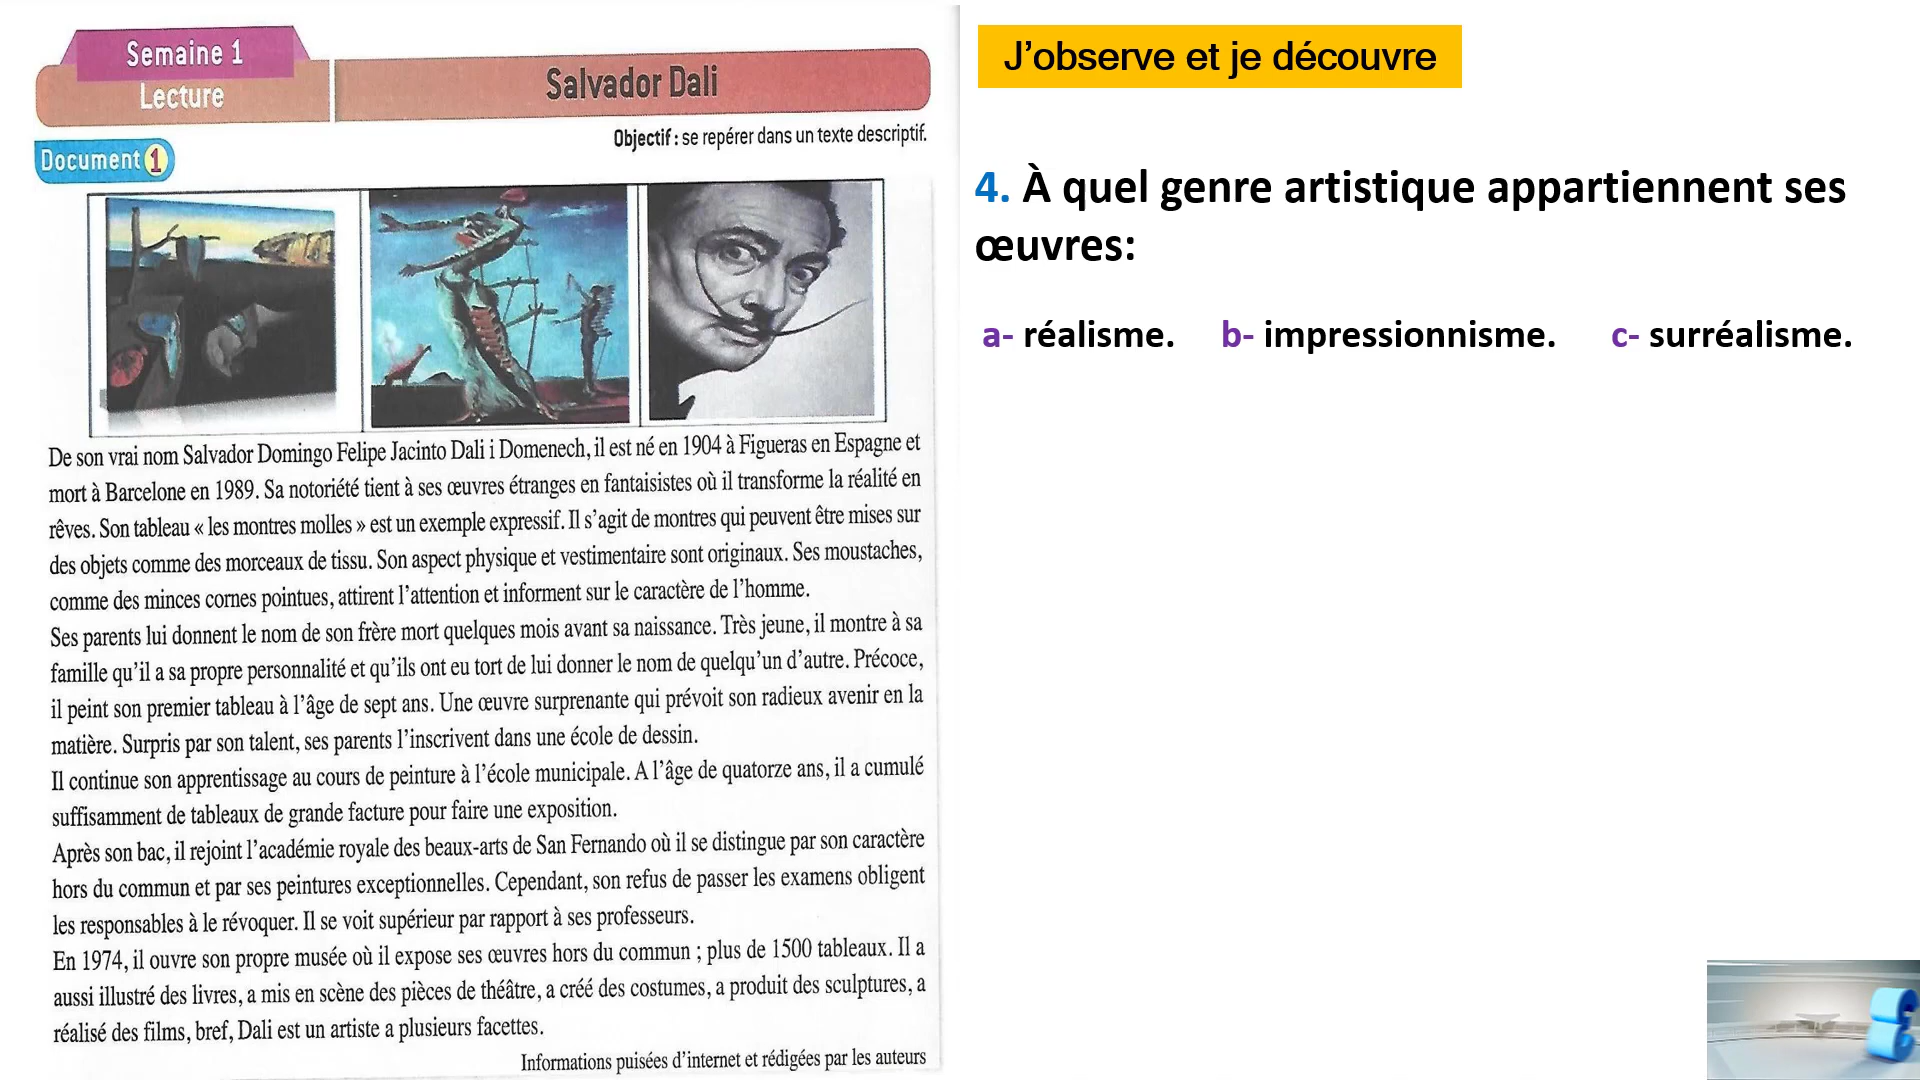 Semaine 1
Lecture
Salvador Dali
Objectif : se repérer dans un texte descriptif.
Document 1
De son vrai nom Salvador Domingo Felipe Jacinto Dali i Domenech, il est né en 1904 à Figueras en Espagne et
mort à Barcelone en 1989. Sa notoriété tient à ses œuvres étranges en fantaisistes où il transforme la réalité en
rêves. Son tableau « les montres molles » est un exemple expressif. Il s'agit de montres qui peuvent être mises sur
des objets comme des morceaux de tissu. Son aspect physique et vestimentaire sont originaux. Ses moustaches,
comme des minces cornes pointues, attirent l'attention et informent sur le caractère de l'homme.
Ses parents lui donnent le nom de son frère mort quelques mois avant sa naissance. Très jeune, il montre à sa
famille qu'il a sa propre personnalité et qu'ils ont eu tort de lui donner le nom de quelqu'un d'autre. Précoce,
il peint son premier tableau à l'âge de sept ans. Une œuvre surprenante qui prévoit son radieux avenir en la
matière. Surpris par son talent, ses parents l'inscrivent dans une école de dessin.
Il continue son apprentissage au cours de peinture à l'école municipale. A l'âge de quatorze ans, il a cumulé
suffisamment de tableaux de grande facture pour faire une exposition.
Après son bac, il rejoint l'académie royale des beaux-arts de San Fernando où il se distingue par son caractère
hors du commun et par ses peintures exceptionnelles. Cependant, son refus de passer les examens obligent
les responsables à le révoquer. Il se voit supérieur par rapport à ses professeurs.
En 1974, il ouvre son propre musée où il expose ses œuvres hors du commun ; plus de 1500 tableaux. Il a
aussi illustré des livres, a mis en scène des pièces de théâtre, a créé des costumes, a produit des sculptures, a
réalisé des films, bref, Dali est un artiste a plusieurs facettes.
Informations puisées d'internet et rédigées par les auteurs
J'observe et je découvre
4. À quel genre artistique appartiennent ses
œuvres:
a- réalisme. b- impressionnisme. c- surréalisme.